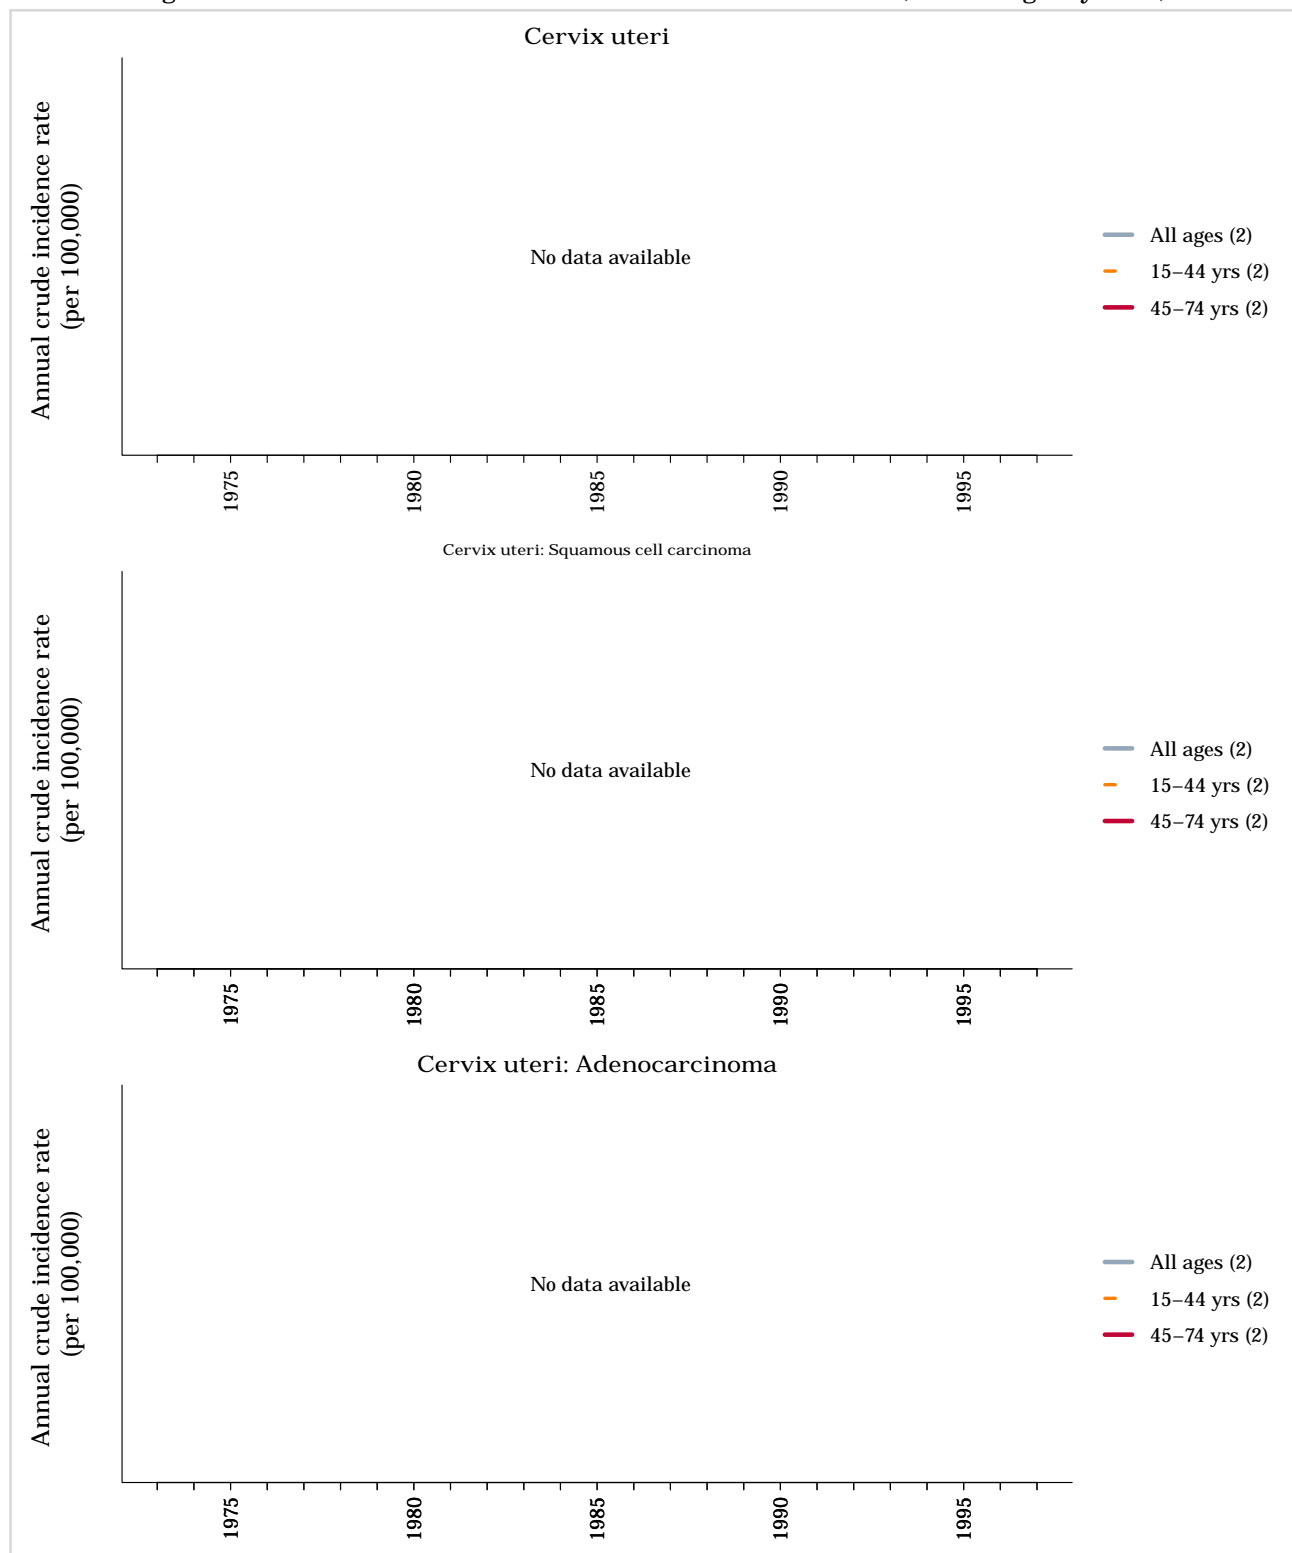 Cervix uteri
Annual crude incidence rate
(per 100,000)
No data available
All ages (2)
15–44 yrs (2)
45–74 yrs (2)
1975
1980
1985
1990
1995
Cervix uteri: Squamous cell carcinoma
Annual crude incidence rate
(per 100,000)
No data available
All ages (2)
15–44 yrs (2)
45–74 yrs (2)
1975
1980
1985
1990
1995
Cervix uteri: Adenocarcinoma
Annual crude incidence rate
(per 100,000)
No data available
All ages (2)
15–44 yrs (2)
45–74 yrs (2)
1975
1980
1985
1990
1995